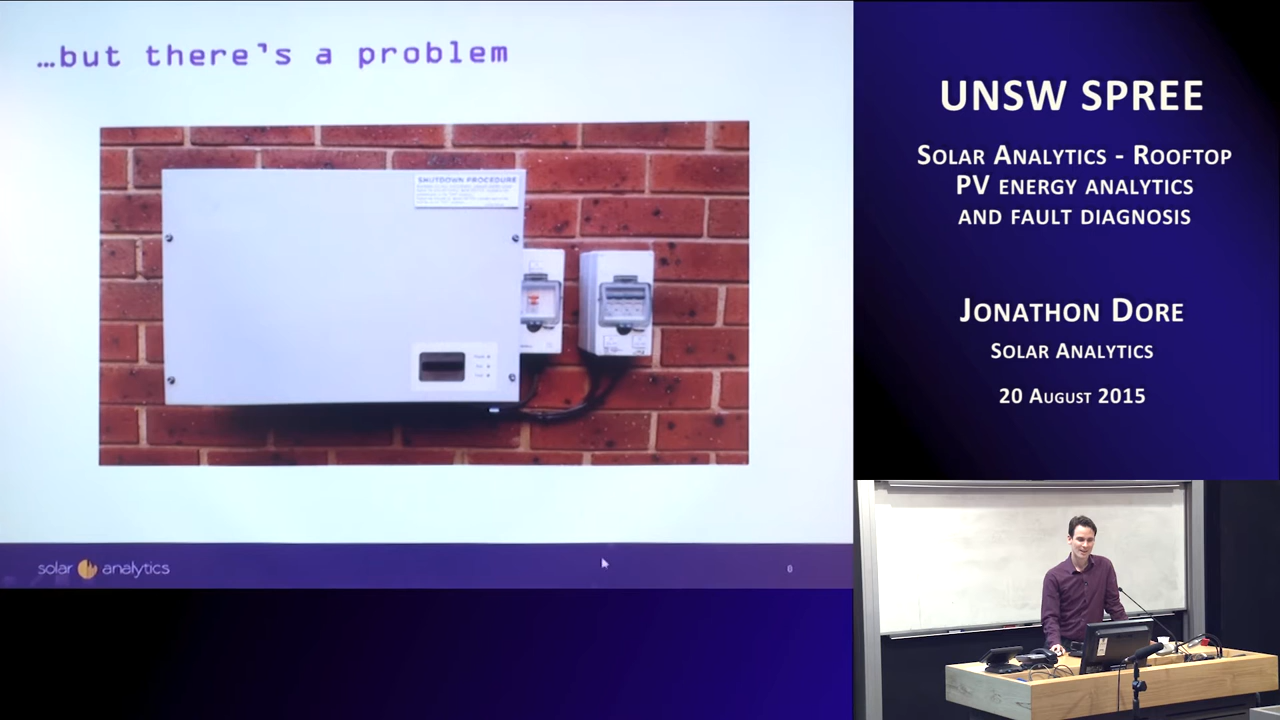 ...but there's a problem
SHUTDOWN PROCEDURE
solar analytics
0
UNSW SPREE
SOLAR ANALYTICS - ROOFTOP
PV ENERGY ANALYTICS
AND FAULT DIAGNOSIS
JONATHON DORE
SOLAR ANALYTICS
20 AUGUST 2015